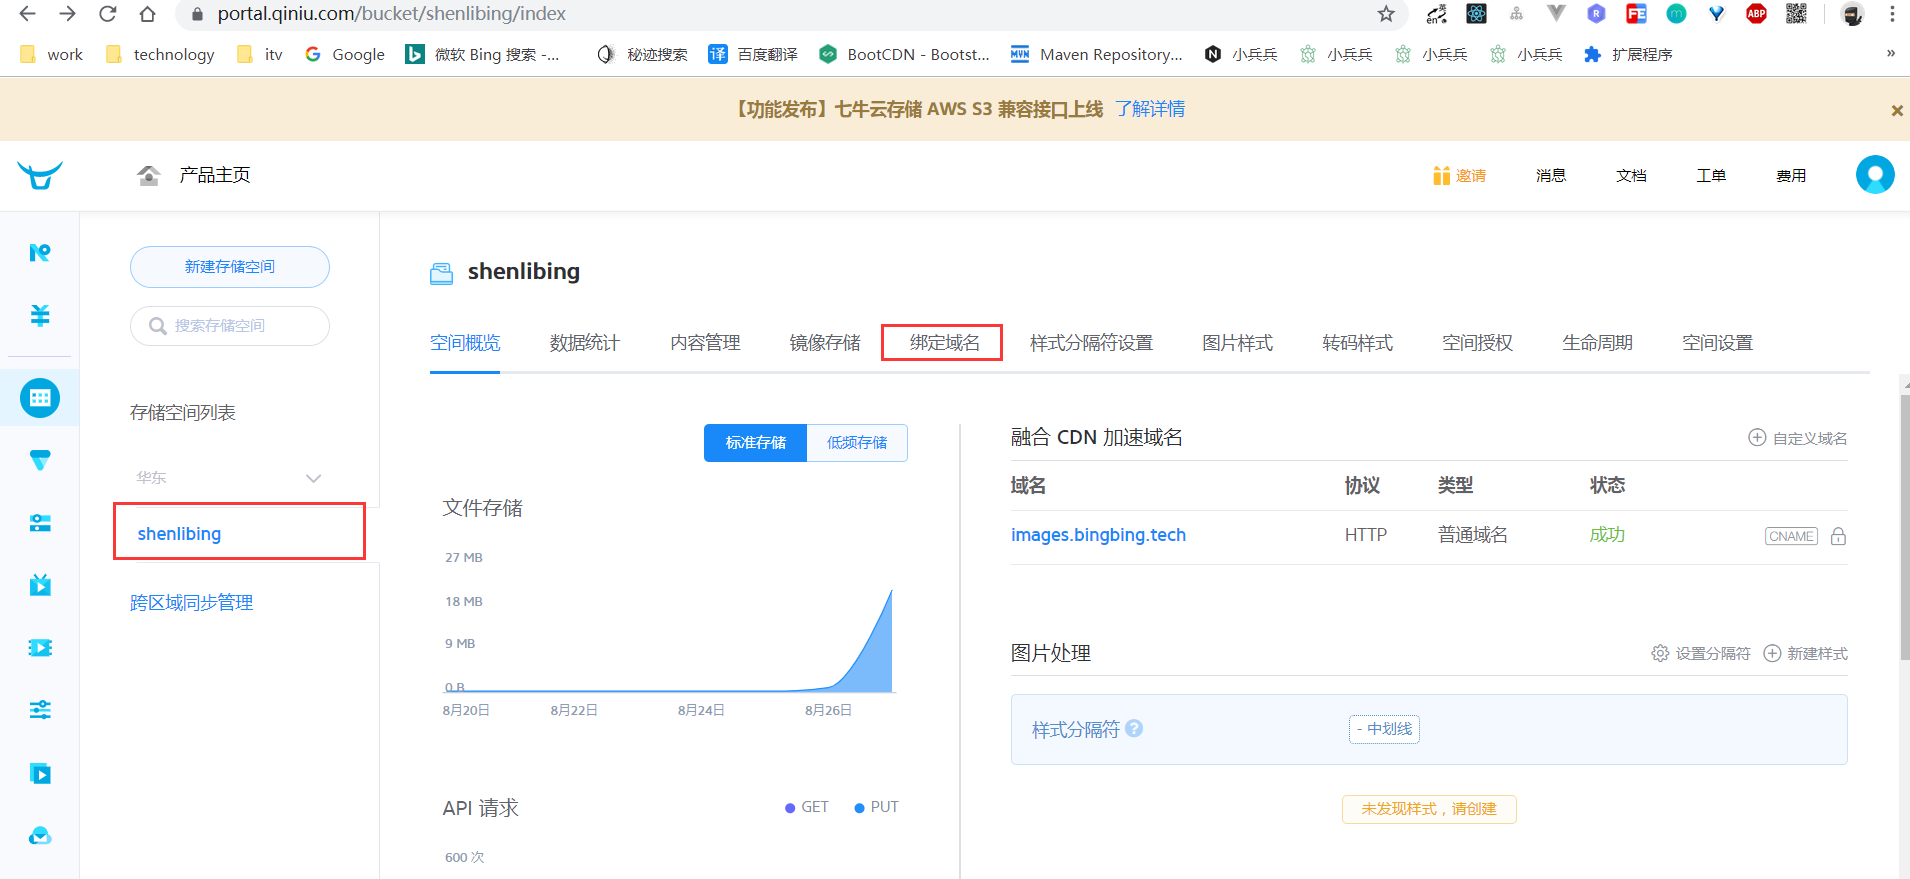 portal.qiniu.com/bucket/shenlibing/index
英
en
R
FE
m
ABP
work technology itv Google 微软 Bing 搜索 -... 秘迹搜索 译 百度翻译 BootCDN - Bootst... MVN Maven Repository... N 小兵兵 小兵兵 小兵兵 小兵兵 扩展程序 »
【功能发布】七牛云存储 AWS S3 兼容接口上线 了解详情 ×
产品主页 邀请 消息 文档 工单 费用
新建存储空间
搜索存储空间
存储空间列表
华东
shenlibing
跨区域同步管理
shenlibing
空间概览 数据统计 内容管理 镜像存储 绑定域名 样式分隔符设置 图片样式 转码样式 空间授权 生命周期 空间设置
标准存储 低频存储
文件存储
27 MB
18 MB
9 MB
0 B
8月20日 8月22日 8月24日 8月26日
API 请求 GET PUT
600 次
融合 CDN 加速域名 自定义域名
域名 协议 类型 状态
images.bingbing.tech HTTP 普通域名 成功 CNAME
图片处理 设置分隔符 新建样式
样式分隔符 ? - 中划线
未发现样式，请创建